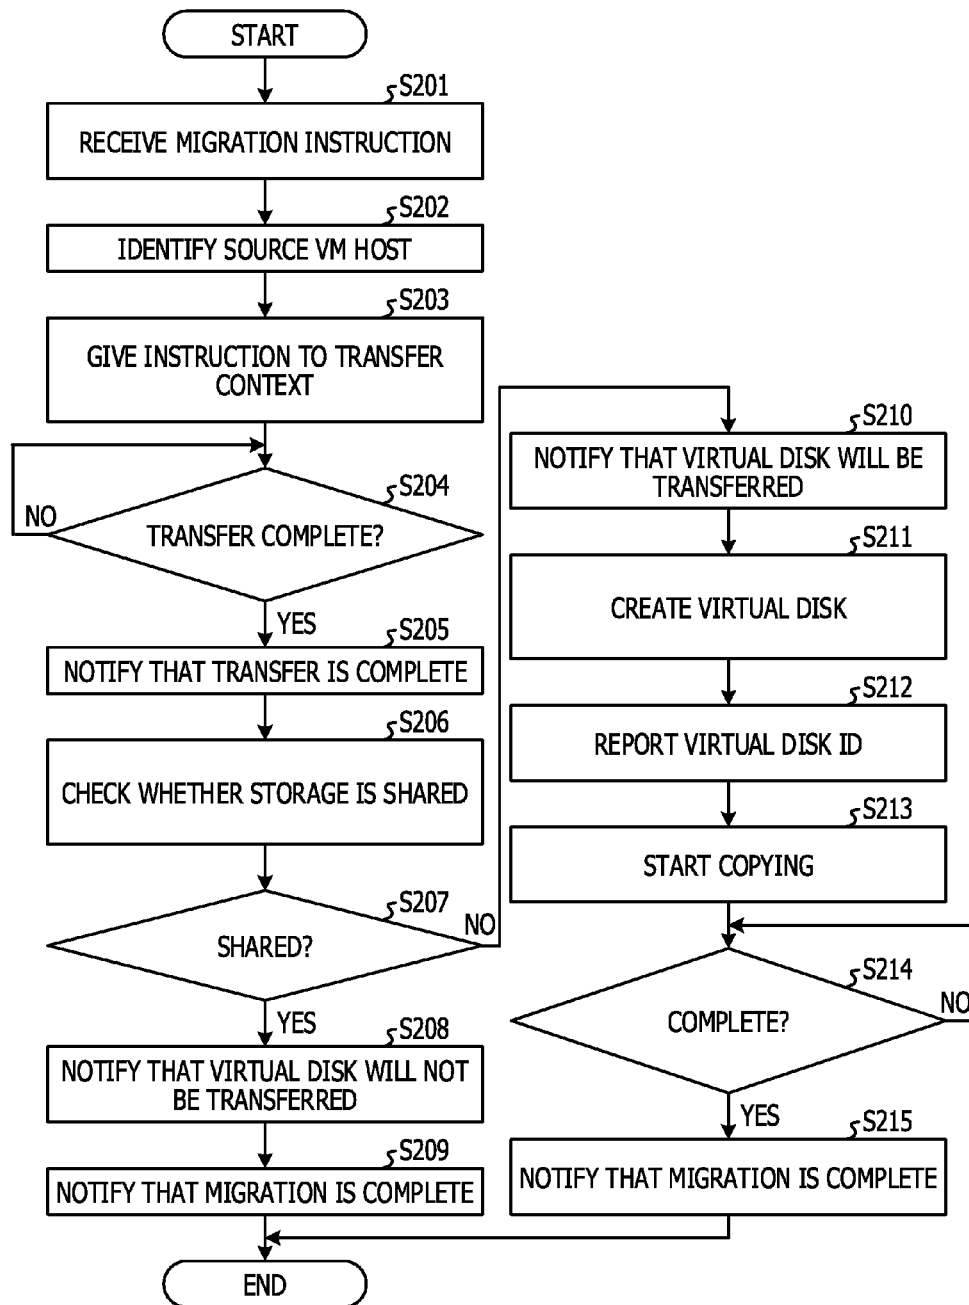 START
S201
RECEIVE MIGRATION INSTRUCTION
S202
IDENTIFY SOURCE VM HOST
S203
GIVE INSTRUCTION TO TRANSFER
CONTEXT
S204
NO
TRANSFER COMPLETE?
YES
S205
NOTIFY THAT TRANSFER IS COMPLETE
S206
CHECK WHETHER STORAGE IS SHARED
S207
NO
SHARED?
YES
S208
NOTIFY THAT VIRTUAL DISK WILL NOT
BE TRANSFERRED
S209
NOTIFY THAT MIGRATION IS COMPLETE
S210
NOTIFY THAT VIRTUAL DISK WILL BE
TRANSFERRED
S211
CREATE VIRTUAL DISK
S212
REPORT VIRTUAL DISK ID
S213
START COPYING
S214
NO
COMPLETE?
YES
S215
NOTIFY THAT MIGRATION IS COMPLETE
END